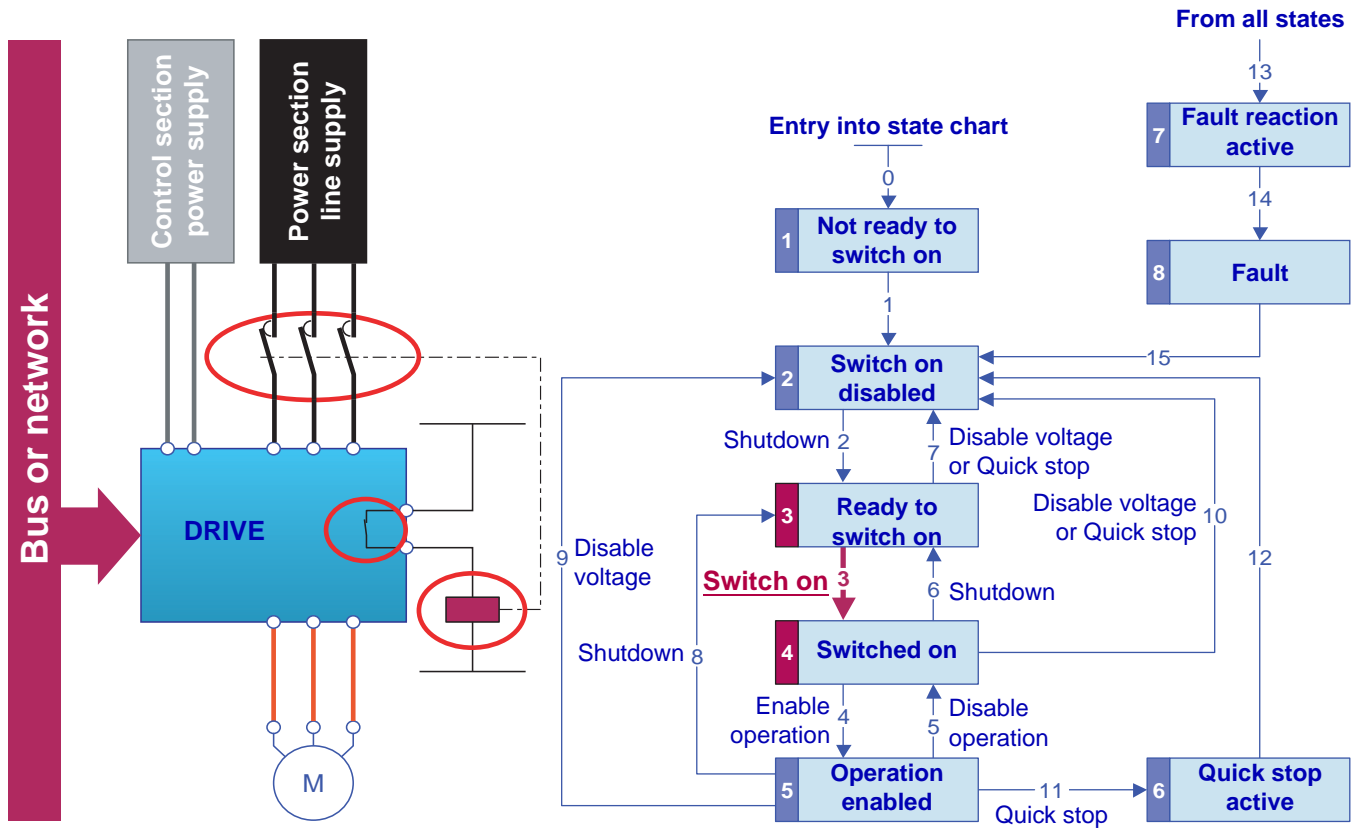 Bus or network
Control section
power supply
Power section
line supply
DRIVE
M
From all states
13
7
Fault reaction
active
14
8
Fault
15
Entry into state chart
0
1
Not ready to
switch on
1
2
Switch on
disabled
Shutdown 2
7 Disable voltage
or Quick stop
3
Ready to
switch on
Switch on 3
6 Shutdown
4
Switched on
Disable voltage
or Quick stop
10
12
9 Disable
voltage
Shutdown 8
Enable
operation
4
5
Disable
operation
5
Operation
enabled
11
Quick stop
6
Quick stop
active